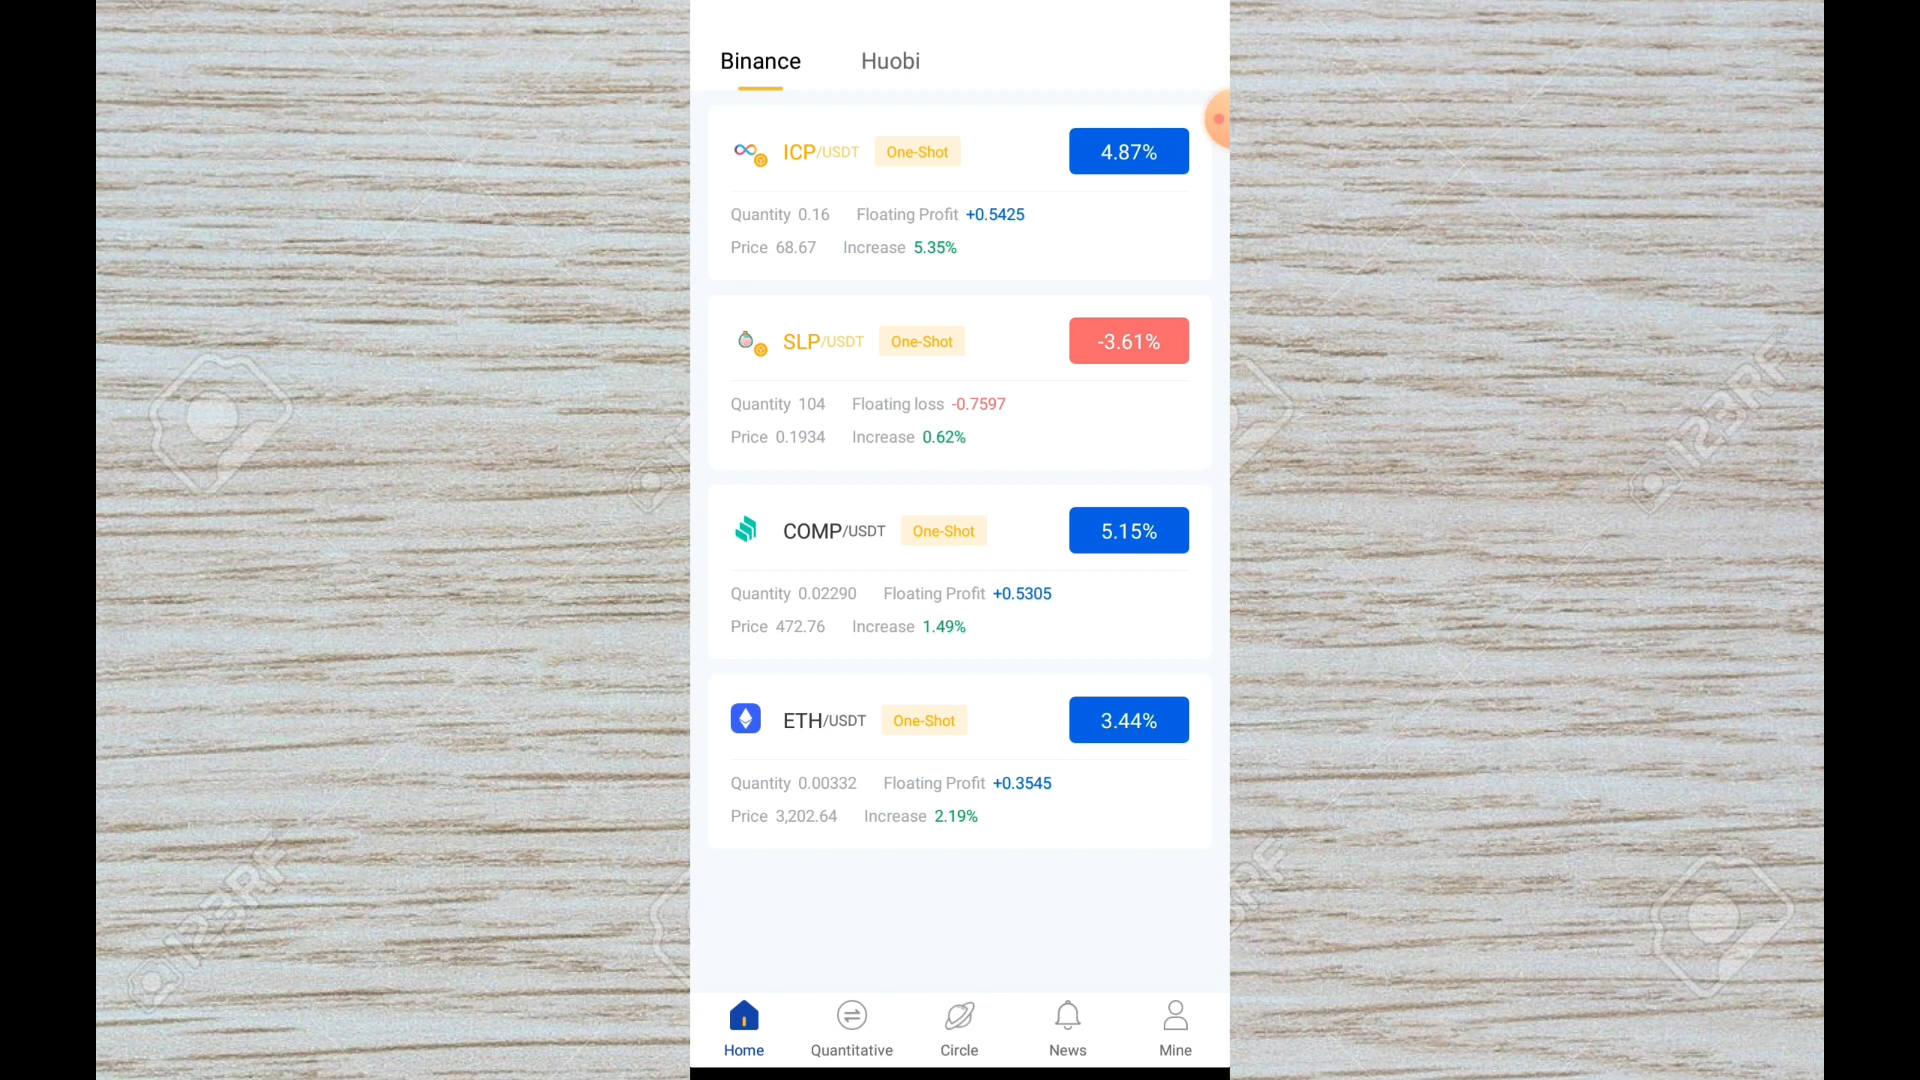 Binance Huobi
ICP/USDT One-Shot 4.87%
Quantity 0.16 Floating Profit +0.5425
Price 68.67 Increase 5.35%
SLP/USDT One-Shot -3.61%
Quantity 104 Floating loss -0.7597
Price 0.1934 Increase 0.62%
COMP/USDT One-Shot 5.15%
Quantity 0.02290 Floating Profit +0.5305
Price 472.76 Increase 1.49%
ETH/USDT One-Shot 3.44%
Quantity 0.00332 Floating Profit +0.3545
Price 3,202.64 Increase 2.19%
Home Quantitative Circle News Mine
123RF
123RF